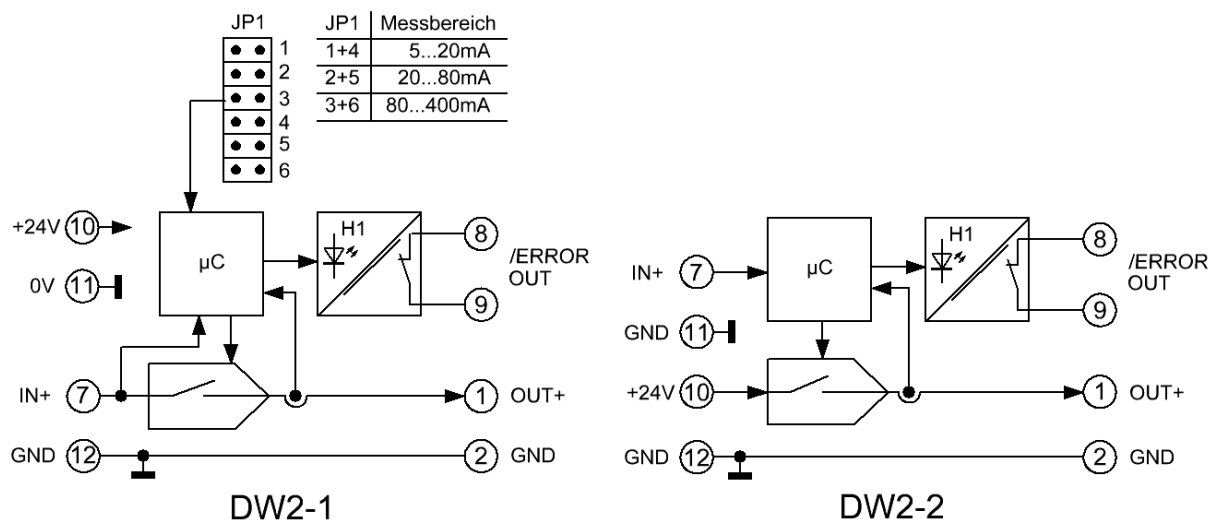 JP1
1
2
3
4
5
6
JP1 Messbereich
1+4 5...20mA
2+5 20...80mA
3+6 80...400mA
+24V 10
0V 11
µC
H1
8
/ERROR
OUT
9
IN+ 7
1 OUT+
GND 12
2 GND
DW2-1
IN+ 7
µC
H1
8
/ERROR
OUT
9
GND 11
+24V 10
1 OUT+
GND 12
2 GND
DW2-2